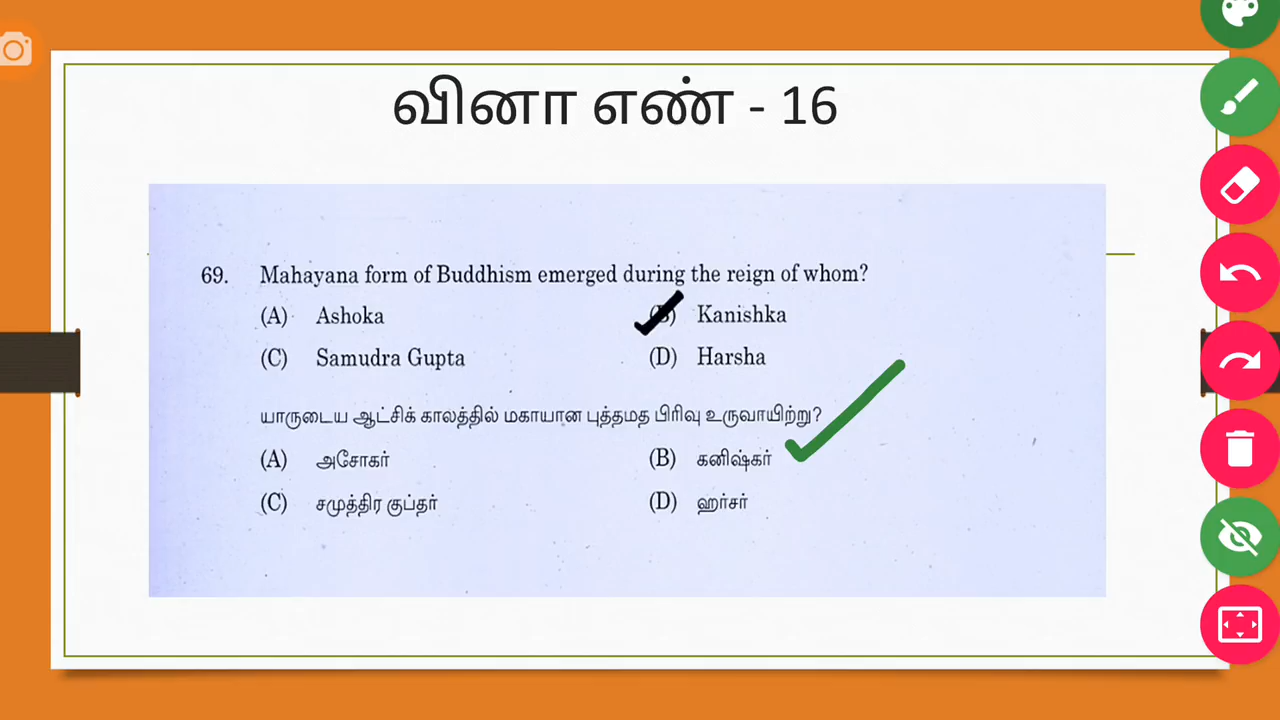 வினா எண் - 16
69. Mahayana form of Buddhism emerged during the reign of whom?
(A) Ashoka (B) Kanishka
(C) Samudra Gupta (D) Harsha
யாருடைய ஆட்சிக் காலத்தில் மகாயான புத்தமத பிரிவு உருவாயிற்று?
(A) அசோகர் (B) கனிஷ்கர்
(C) சமுத்திர குப்தர் (D) ஹர்சர்